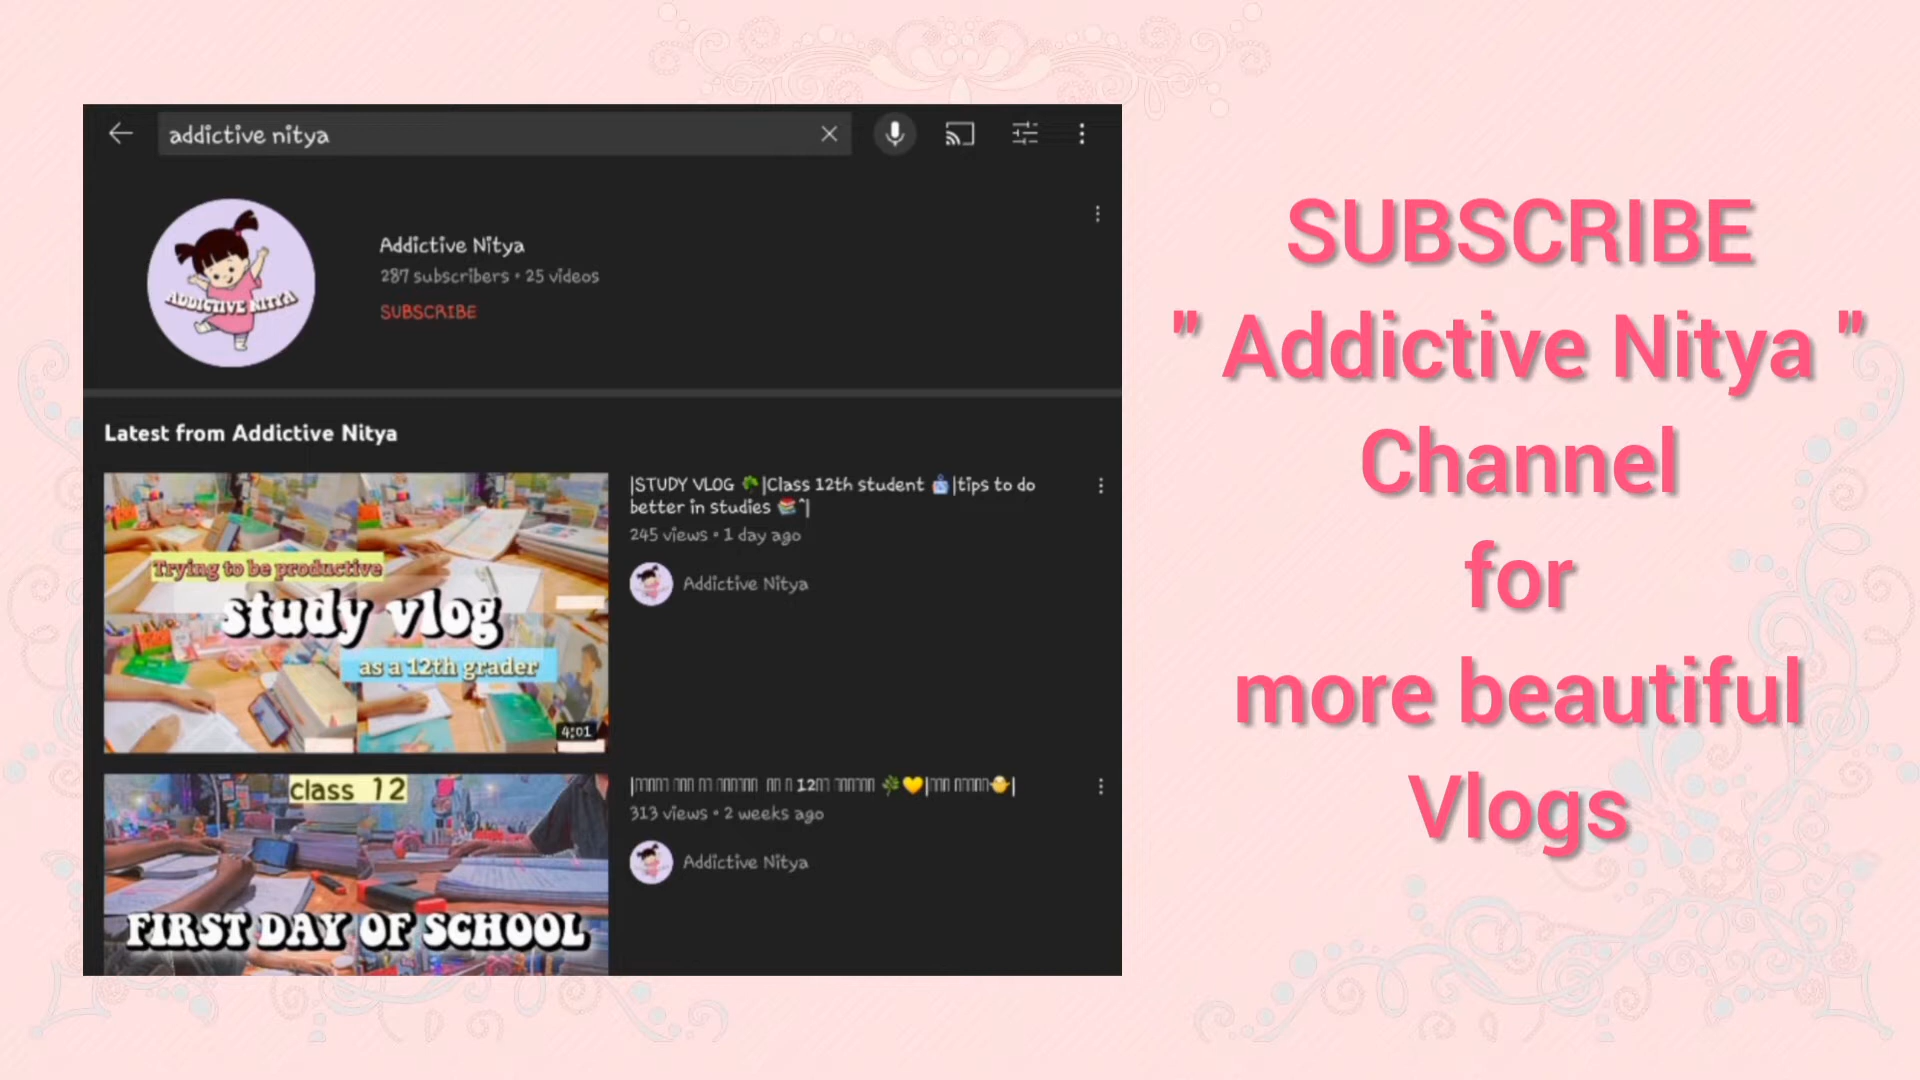 addictive nitya
ADDICTIVE NITYA
Addictive Nitya
287 subscribers • 25 videos
SUBSCRIBE
Latest from Addictive Nitya
Trying to be productive
study vlog
as a 12th grader
4:01
|STUDY VLOG ☘️|Class 12th student 👩🏻‍🔬|tips to do
better in studies 📚^|
245 views • 1 day ago
Addictive Nitya
class 12
FIRST DAY OF SCHOOL
12
313 views • 2 weeks ago
Addictive Nitya
SUBSCRIBE
" Addictive Nitya "
Channel
for
more beautiful
Vlogs